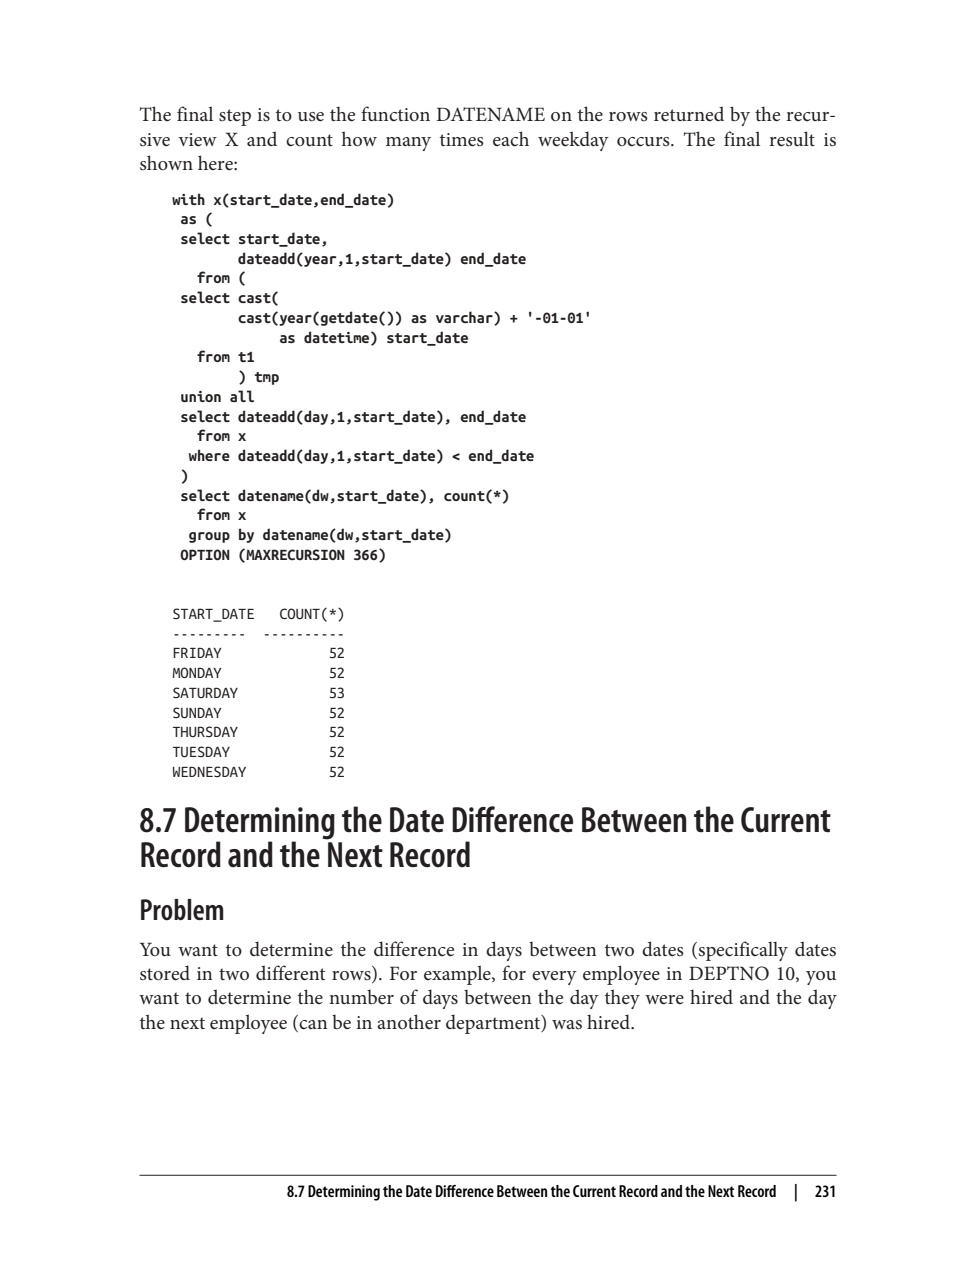 The final step is to use the function DATENAME on the rows returned by the recur-
sive view X and count how many times each weekday occurs. The final result is
shown here:
with x(start_date,end_date)
as (
select start_date,
dateadd(year,1,start_date) end_date
from (
select cast(
cast(year(getdate()) as varchar) + '-01-01'
as datetime) start_date
from t1
) tmp
union all
select dateadd(day,1,start_date), end_date
from x
where dateadd(day,1,start_date) < end_date
)
select datename(dw,start_date), count(*)
from x
group by datename(dw,start_date)
OPTION (MAXRECURSION 366)
START_DATE COUNT(*)
--------- ----------
FRIDAY 52
MONDAY 52
SATURDAY 53
SUNDAY 52
THURSDAY 52
TUESDAY 52
WEDNESDAY 52
8.7 Determining the Date Difference Between the Current
Record and the Next Record
Problem
You want to determine the difference in days between two dates (specifically dates
stored in two different rows). For example, for every employee in DEPTNO 10, you
want to determine the number of days between the day they were hired and the day
the next employee (can be in another department) was hired.
8.7 Determining the Date Difference Between the Current Record and the Next Record | 231